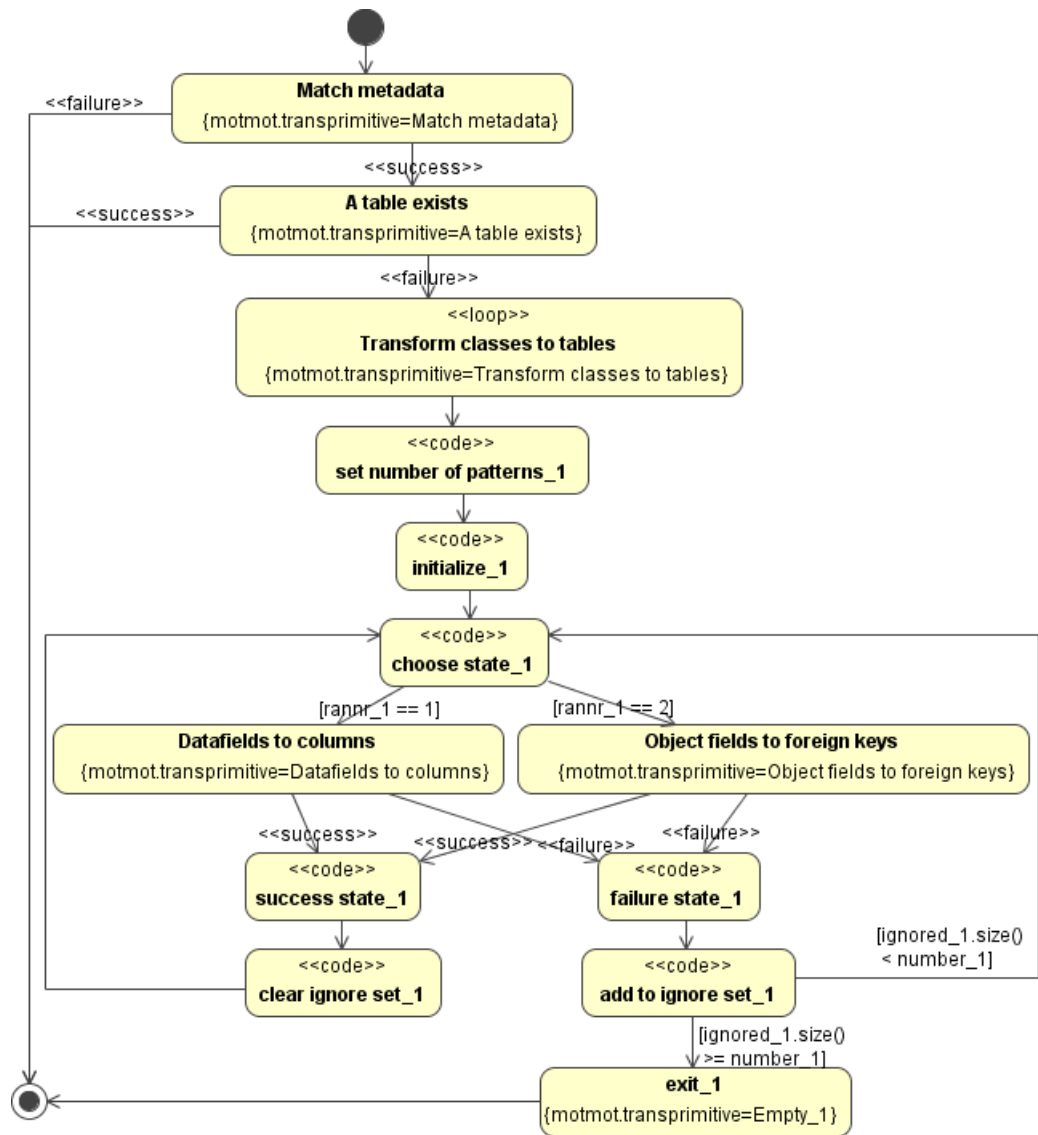 Match metadata
<<failure>>
{motmot.transprimitive=Match metadata}
<<success>>
A table exists
<<success>>
{motmot.transprimitive=A table exists}
<<failure>>
<<loop>>
Transform classes to tables
{motmot.transprimitive=Transform classes to tables}
<<code>>
set number of patterns_1
<<code>>
initialize_1
<<code>>
choose state_1
[rannr_1 == 1]
[rannr_1 == 2]
Datafields to columns
{motmot.transprimitive=Datafields to columns}
Object fields to foreign keys
{motmot.transprimitive=Object fields to foreign keys}
<<success>>
<<success>>
<<failure>>
<<failure>>
<<code>>
success state_1
<<code>>
failure state_1
<<code>>
clear ignore set_1
<<code>>
add to ignore set_1
[ignored_1.size()
< number_1]
[ignored_1.size()
>= number_1]
exit_1
{motmot.transprimitive=Empty_1}